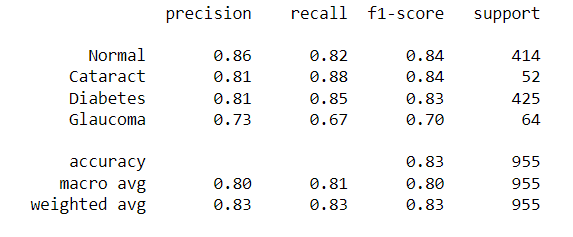 precision recall f1-score support
Normal 0.86 0.82 0.84 414
Cataract 0.81 0.88 0.84 52
Diabetes 0.81 0.85 0.83 425
Glaucoma 0.73 0.67 0.70 64
accuracy 0.83 955
macro avg 0.80 0.81 0.80 955
weighted avg 0.83 0.83 0.83 955